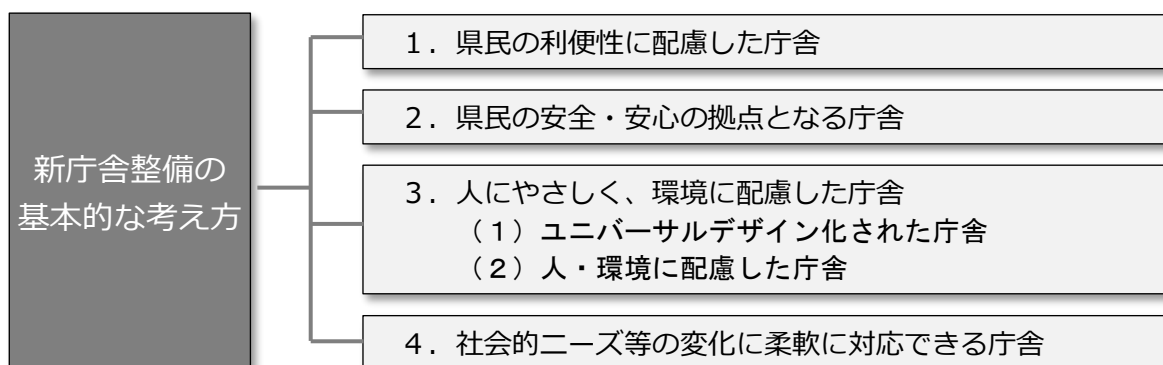 新庁舎整備の
基本的な考え方
１．県民の利便性に配慮した庁舎
２．県民の安全・安心の拠点となる庁舎
３．人にやさしく、環境に配慮した庁舎
（１）ユニバーサルデザイン化された庁舎
（２）人・環境に配慮した庁舎
４．社会的ニーズ等の変化に柔軟に対応できる庁舎